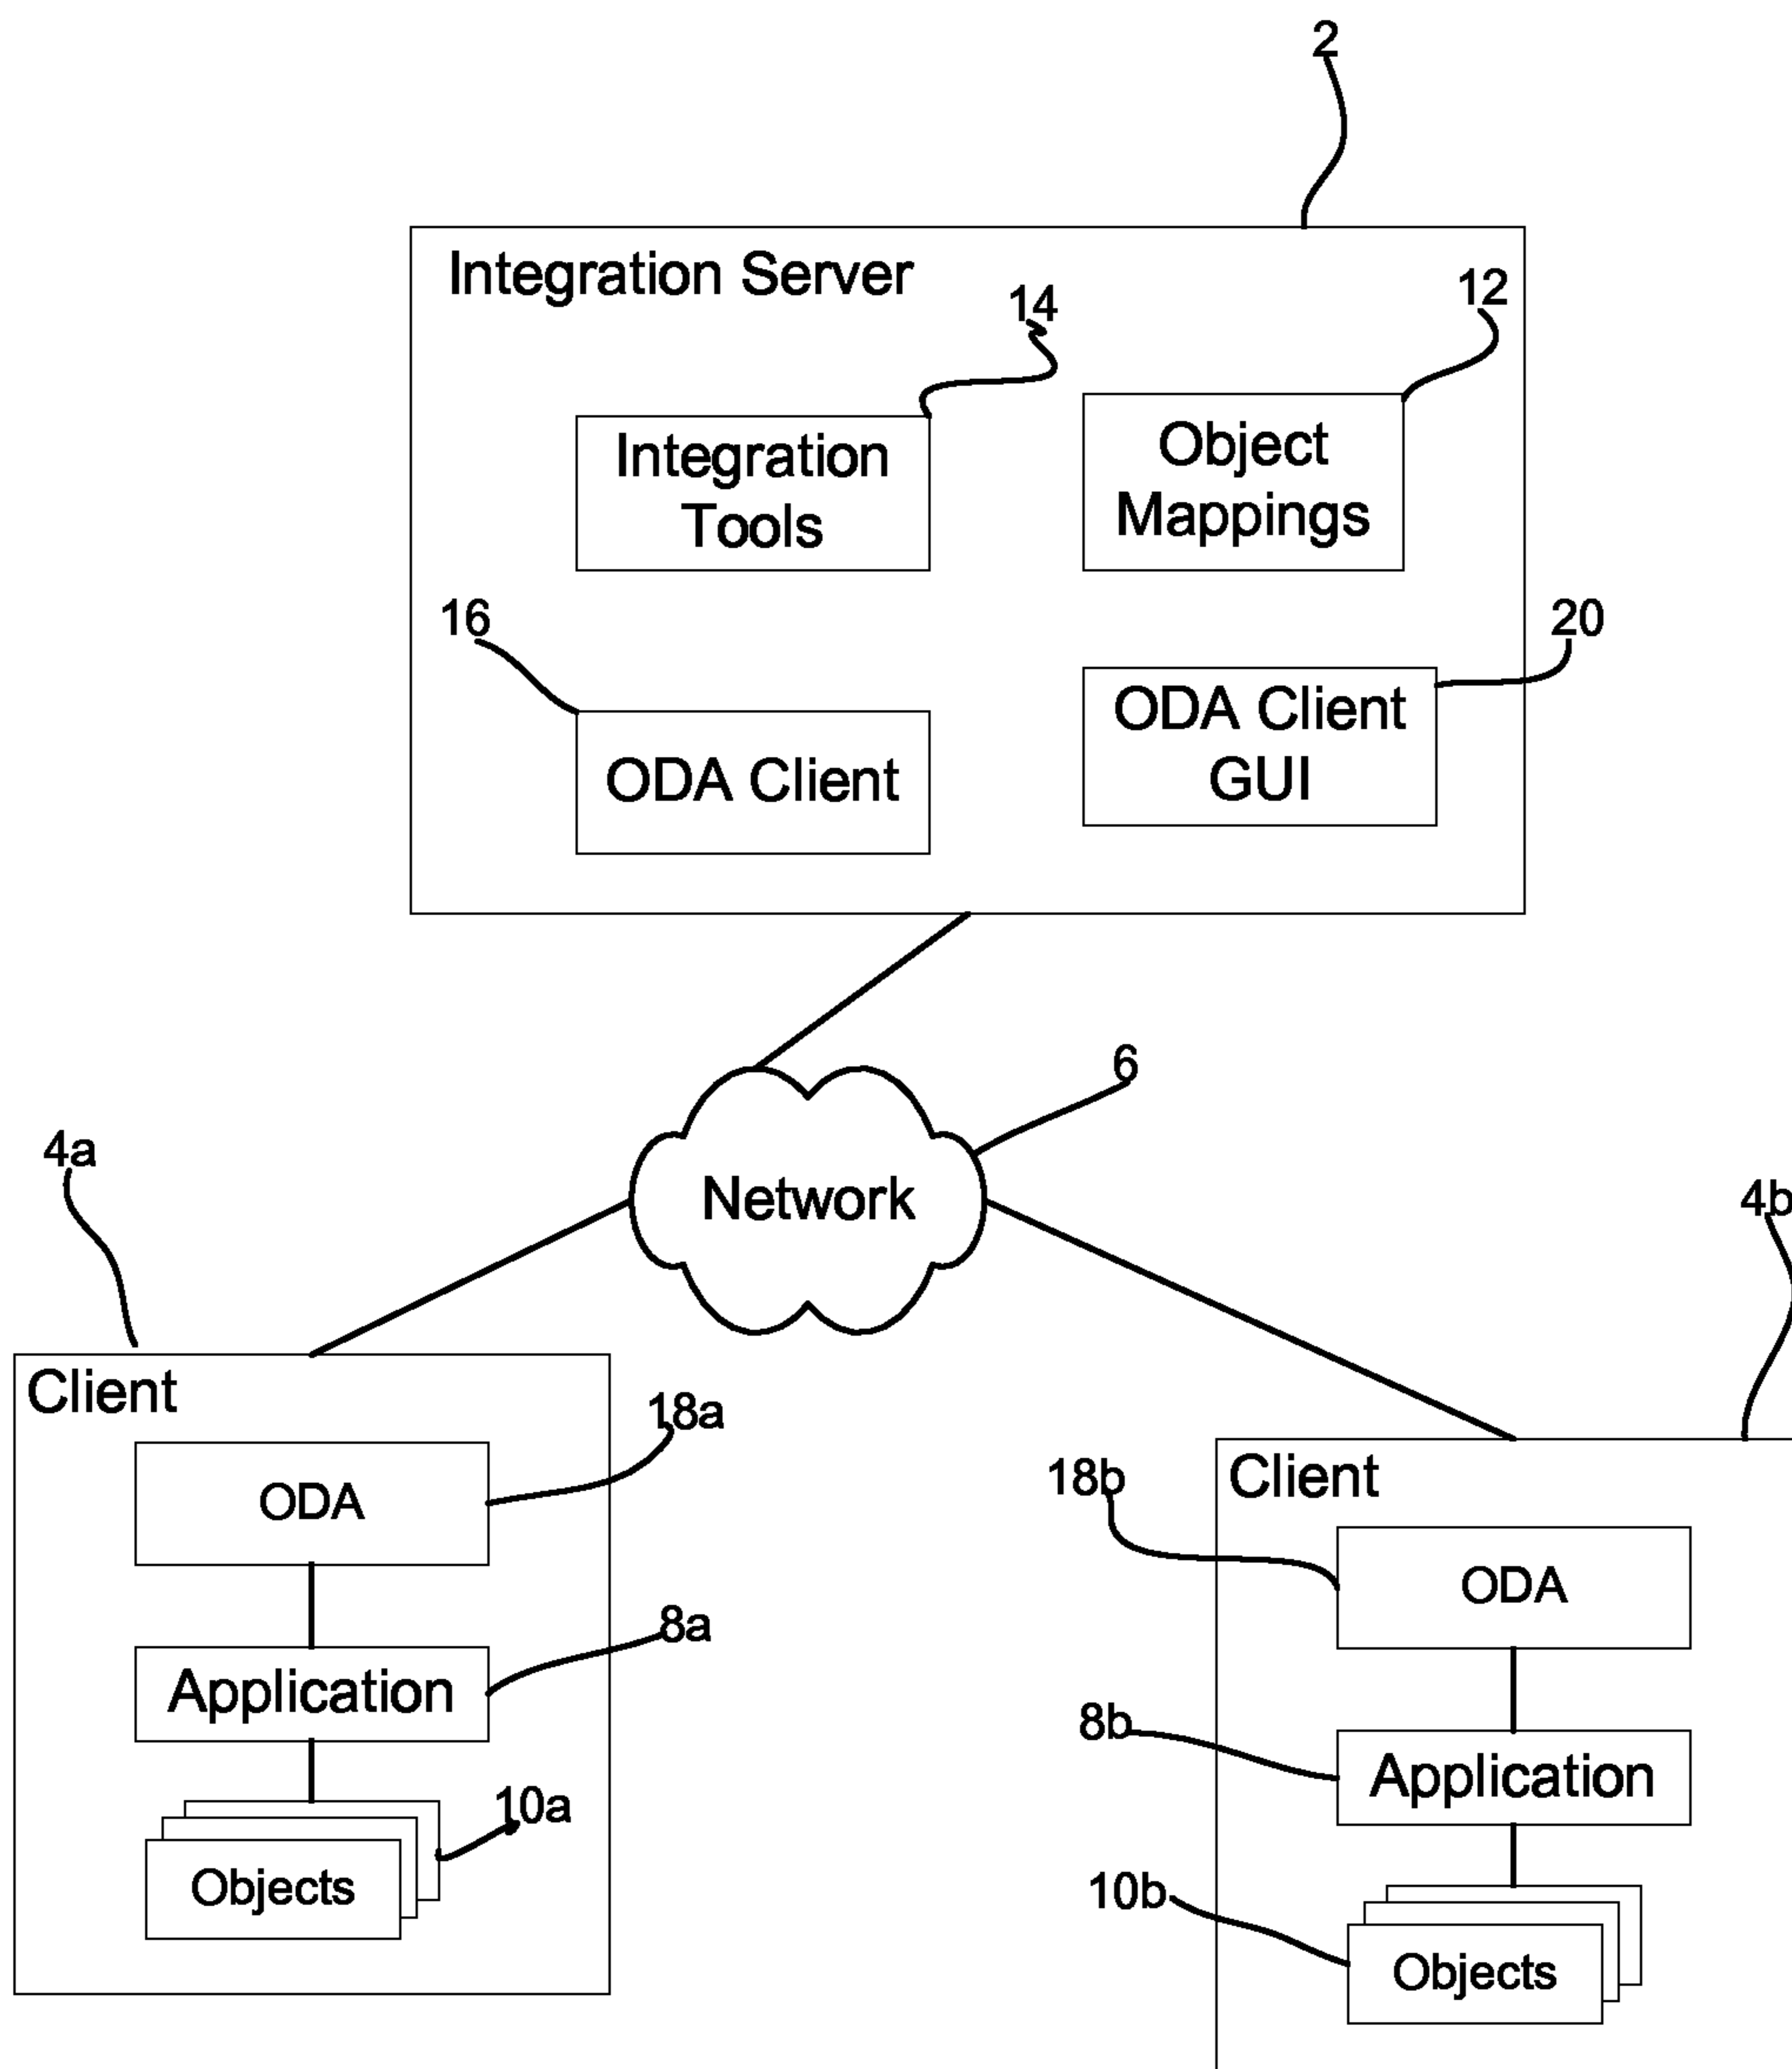 2
Integration Server
14
12
Integration
Tools
Object
Mappings
16
20
ODA Client
ODA Client
GUI
6
Network
4a
4b
Client
18a
ODA
8a
Application
10a
Objects
Client
18b
ODA
8b
Application
10b
Objects